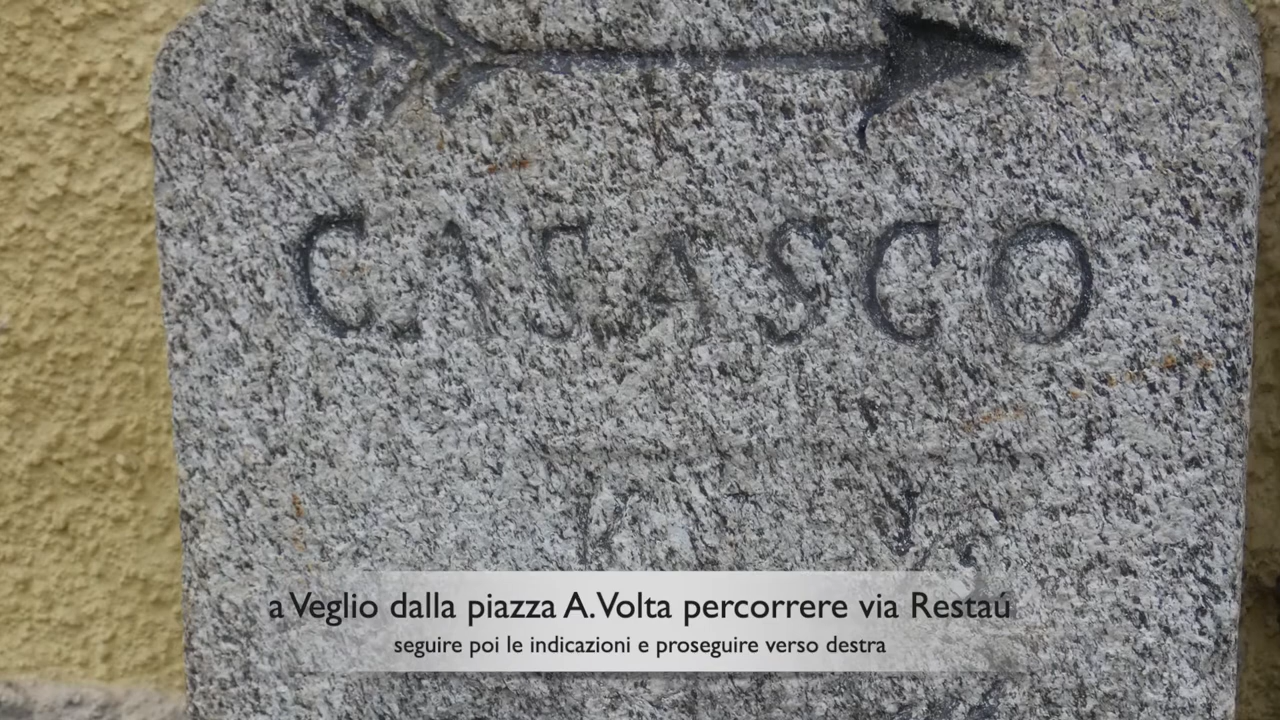 CASASCO
a Veglio dalla piazza A.Volta percorrere via Restaú
seguire poi le indicazioni e proseguire verso destra